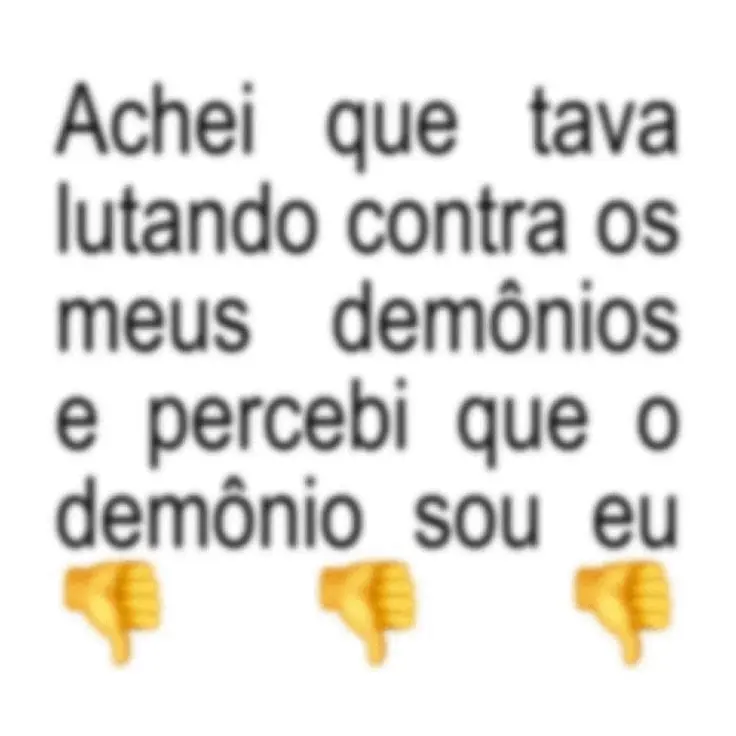 Achei que tava
lutando contra os
meus demônios
e percebi que o
demônio sou eu
👎 👎 👎